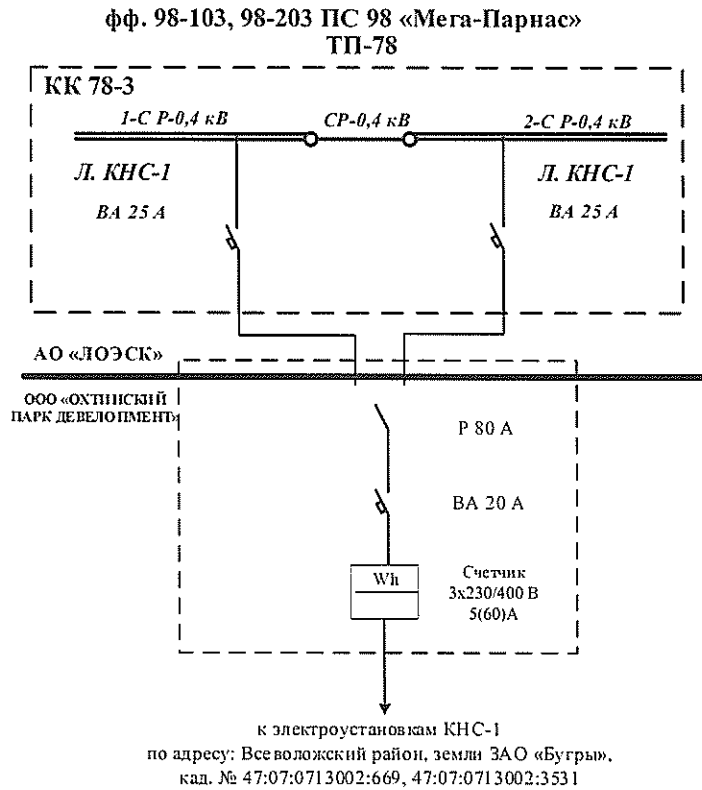 фф. 98-103, 98-203 ПС 98 «Мега-Парнас»
ТП-78
КК 78-3
1-С Р-0,4 кВ
СР-0,4 кВ
2-С Р-0,4 кВ
Л. КНС-1
Л. КНС-1
ВА 25 А
ВА 25 А
АО «ЛОЭСК»
ООО «ОХТИНСКИЙ
ПАРК ДЕВЕЛОПМЕНТ»
Р 80 А
ВА 20 А
Wh
Счетчик
3x230/400 В
5(60)А
к электроустановкам КНС-1
по адресу: Всеволожский район, земли ЗАО «Бугры»,
кад. № 47:07:0713002:669, 47:07:0713002:3531